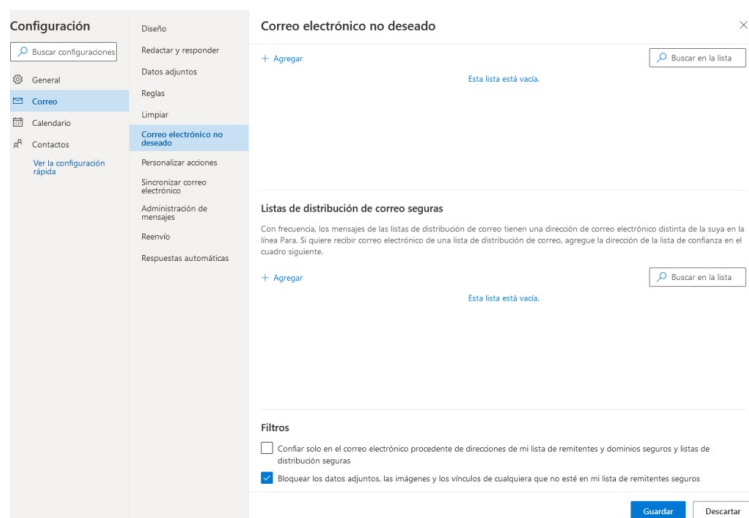 Configuración
Buscar configuraciones
General
Correo
Calendario
Contactos
Ver la configuración
rápida
Diseño
Redactar y responder
Datos adjuntos
Reglas
Limpiar
Correo electrónico no
deseado
Personalizar acciones
Sincronizar correo
electrónico
Administración de
mensajes
Reenvío
Respuestas automáticas
Correo electrónico no deseado
+ Agregar
Buscar en la lista
Esta lista está vacía.
Listas de distribución de correo seguras
Con frecuencia, los mensajes de las listas de distribución de correo tienen una dirección de correo electrónico distinta de la suya en la
línea Para. Si quiere recibir correo electrónico de una lista de distribución de correo, agregue la dirección de la lista de confianza en el
cuadro siguiente.
+ Agregar
Buscar en la lista
Esta lista está vacía.
Filtros
Confiar solo en el correo electrónico procedente de direcciones de mi lista de remitentes y dominios seguros y listas de
distribución seguras
Bloquear los datos adjuntos, las imágenes y los vínculos de cualquiera que no esté en mi lista de remitentes seguros
Guardar
Descartar